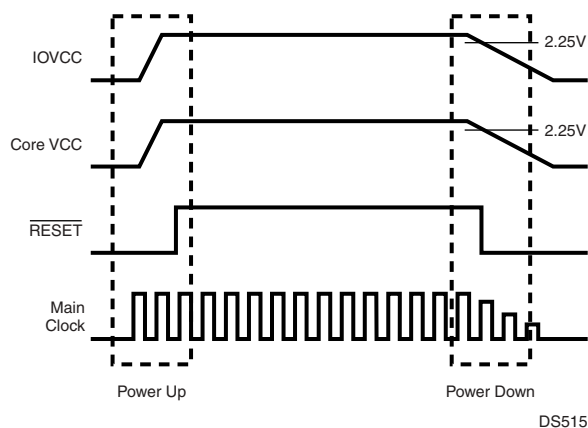 IOVCC
2.25V
Core VCC
2.25V
RESET
Main
Clock
Power Up
Power Down
DS515